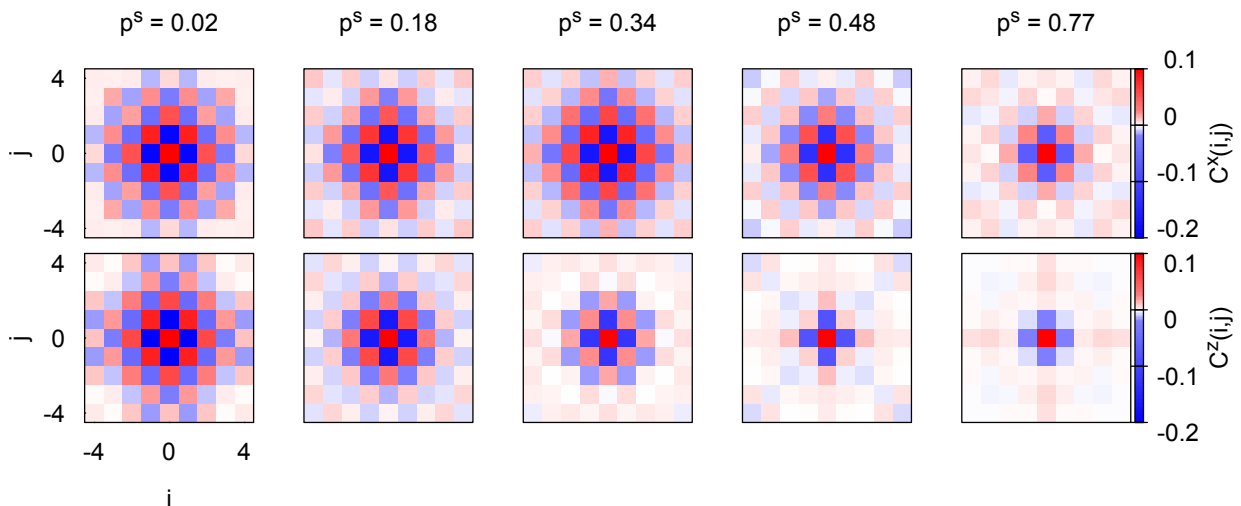 p^s = 0.02 p^s = 0.18 p^s = 0.34 p^s = 0.48 p^s = 0.77
4
0
-4
j
0.1
0
-0.1
-0.2
C^x(i,j)
4
0
-4
j
0.1
0
-0.1
-0.2
C^z(i,j)
-4 0 4
i